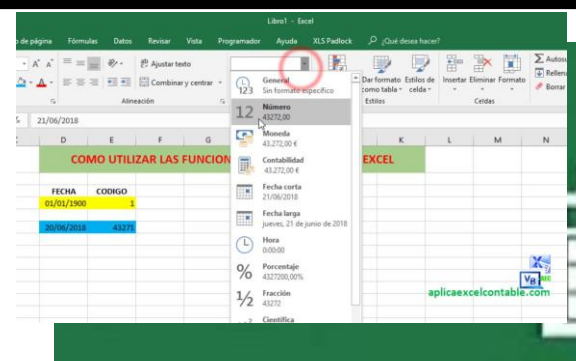 Libro1 - Excel
o de página Fórmulas Datos Revisar Vista Programador Ayuda XLS Padlock ¿Qué desea hacer?
Ajustar texto
Combinar y centrar
Alineación
General
Sin formato específico
Número
43272,00
Moneda
43.272,00 €
Contabilidad
43.272,00 €
Fecha corta
21/06/2018
Fecha larga
jueves, 21 de junio de 2018
Hora
0:00:00
Porcentaje
4327200,00%
Fracción
43272
Científica
Dar formato
como tabla
Estilos de
celda
Estilos
Insertar Eliminar Formato
Celdas
Autosu
Rellena
Borrar
21/06/2018
D E F G K L M N
COMO UTILIZAR LAS FUNCION EXCEL
FECHA CODIGO
01/01/1900 1
20/06/2018 43271
aplicaexcelcontable.com